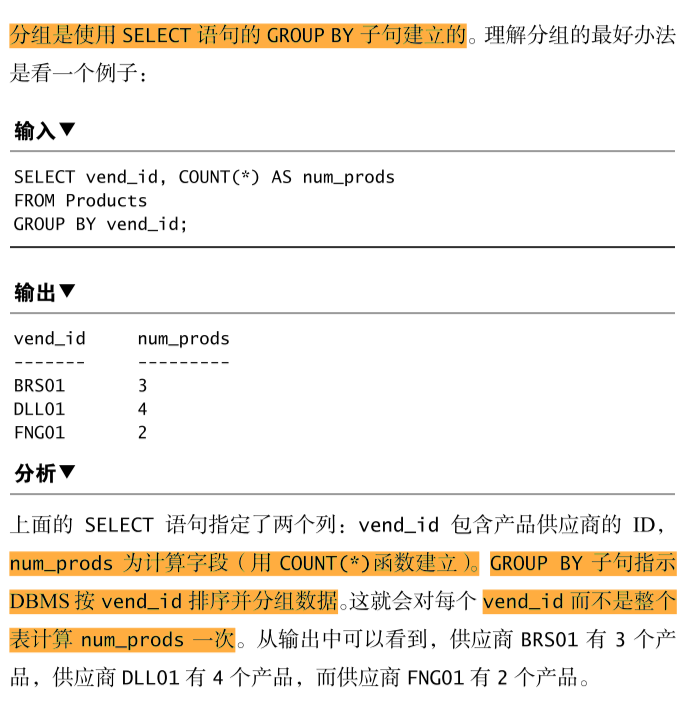 分组是使用 SELECT 语句的 GROUP BY 子句建立的。理解分组的最好办法
是看一个例子：
输入▼
SELECT vend_id, COUNT(*) AS num_prods
FROM Products
GROUP BY vend_id;
输出▼
vend_id     num_prods
-------     ---------
BRS01       3
DLL01       4
FNG01       2
分析▼
上面的 SELECT 语句指定了两个列：vend_id 包含产品供应商的 ID，
num_prods 为计算字段（用 COUNT(*)函数建立）。GROUP BY 子句指示
DBMS 按 vend_id 排序并分组数据。这就会对每个 vend_id 而不是整个
表计算 num_prods 一次。从输出中可以看到，供应商 BRS01 有 3 个产
品，供应商 DLL01 有 4 个产品，而供应商 FNG01 有 2 个产品。